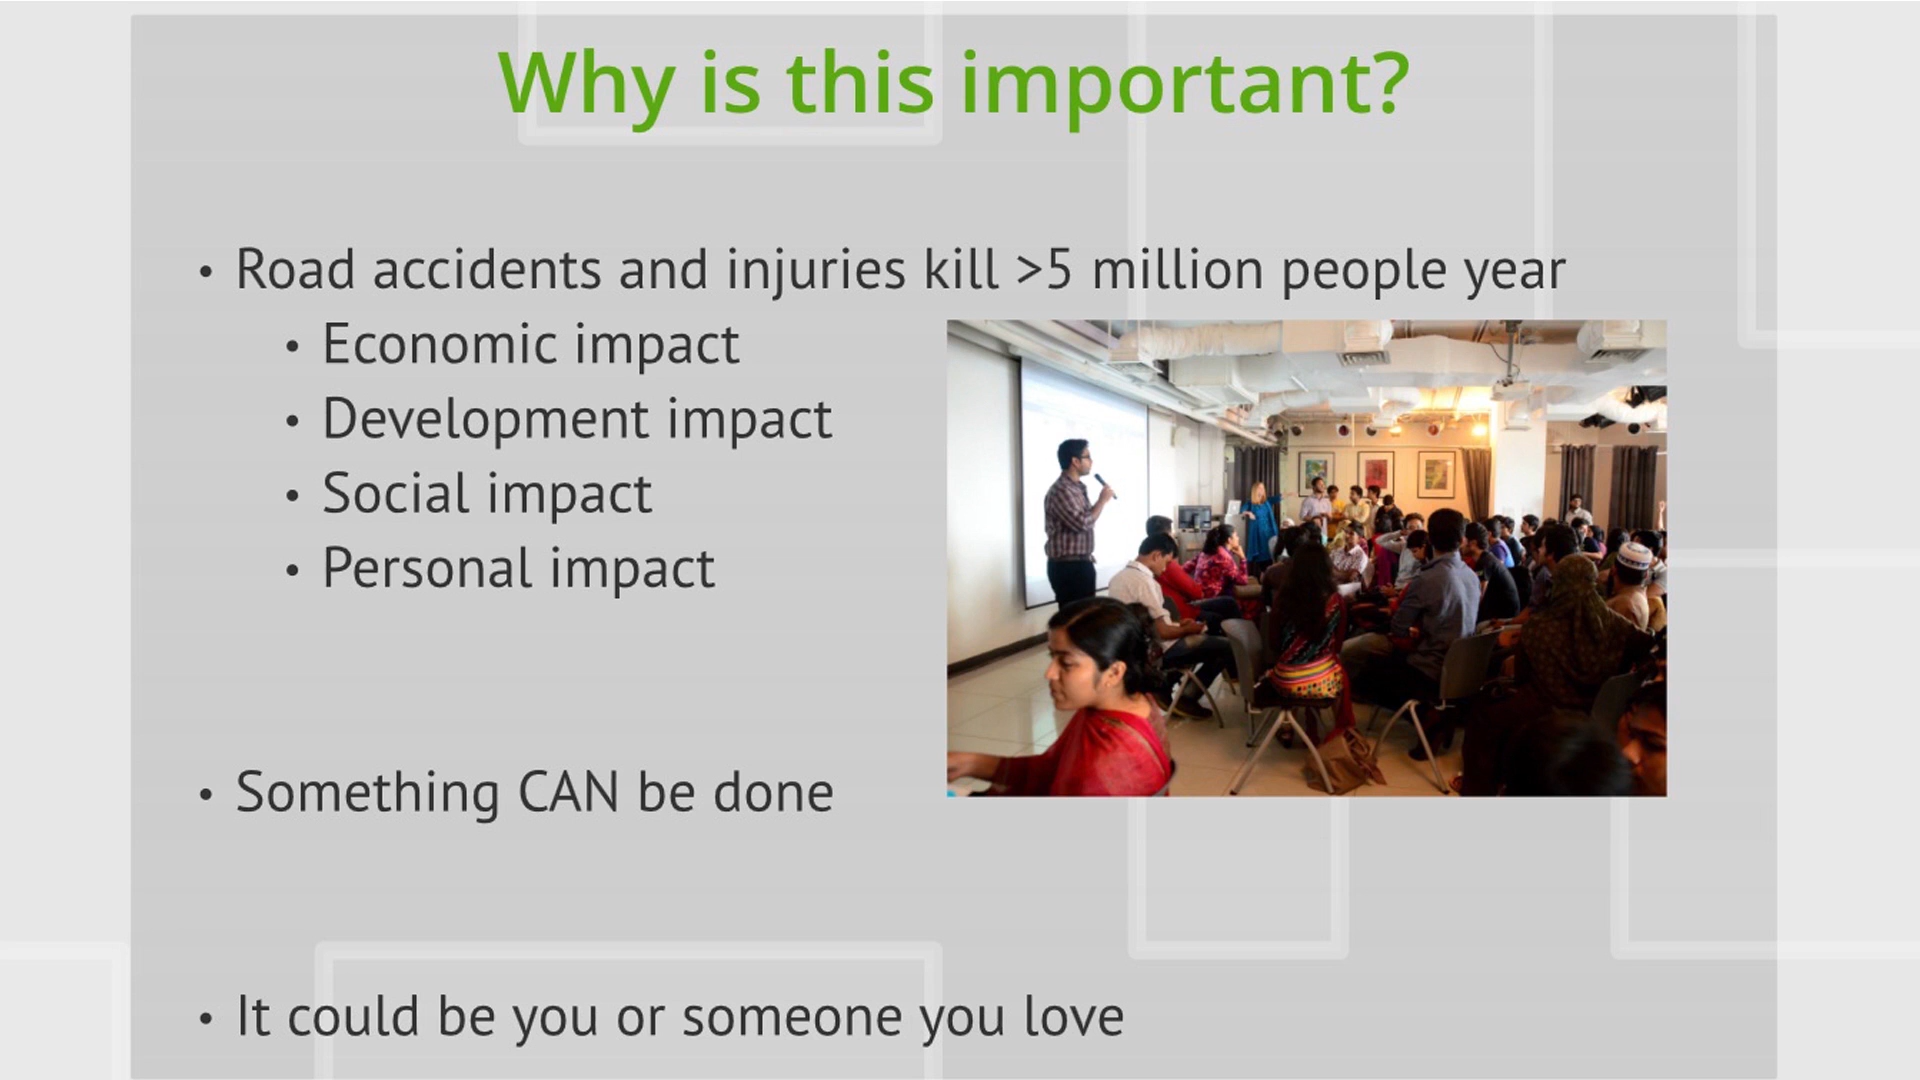 Why is this important?
• Road accidents and injuries kill >5 million people year
• Economic impact
• Development impact
• Social impact
• Personal impact
• Something CAN be done
• It could be you or someone you love